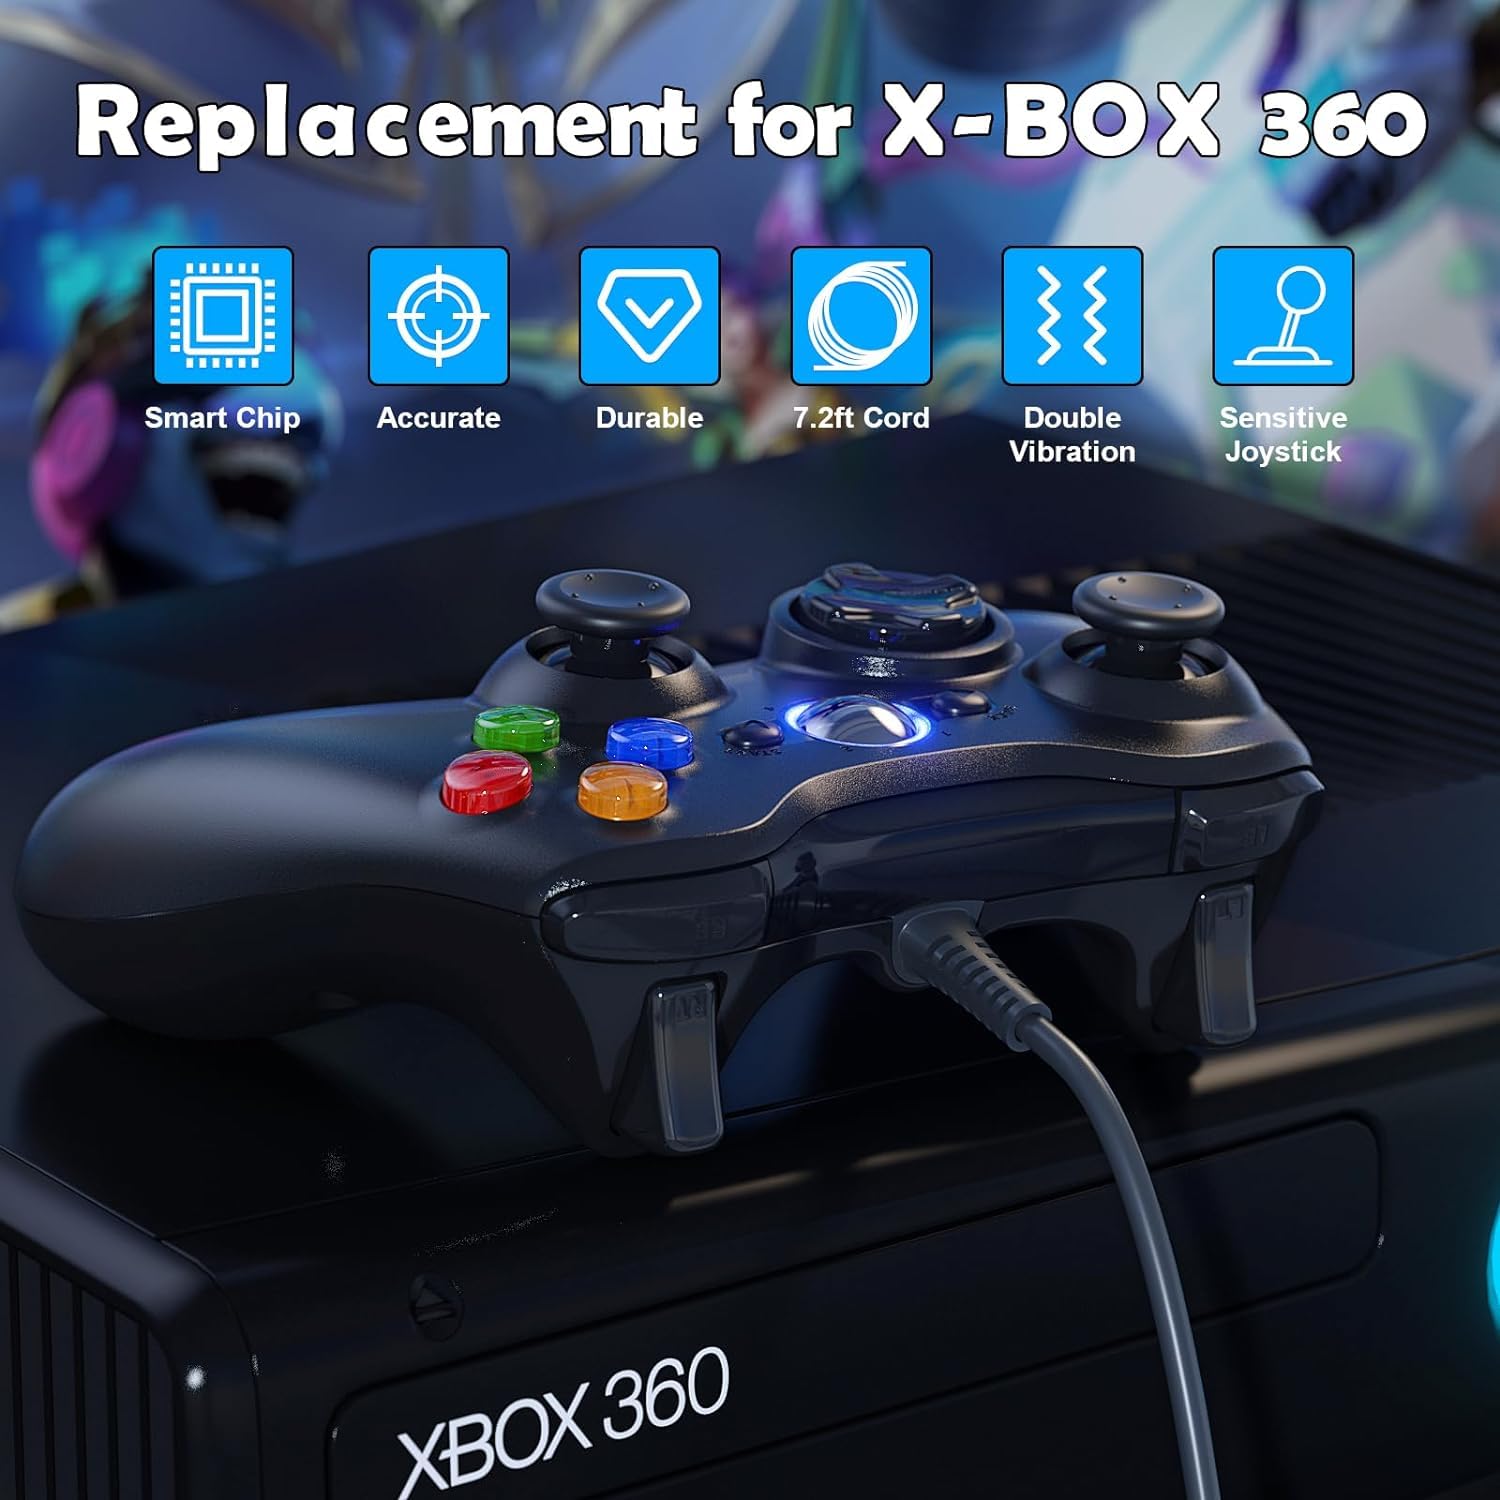 Replacement for X-BOX 360
Smart Chip
Accurate
Durable
7.2ft Cord
Double
Vibration
Sensitive
Joystick
XBOX 360